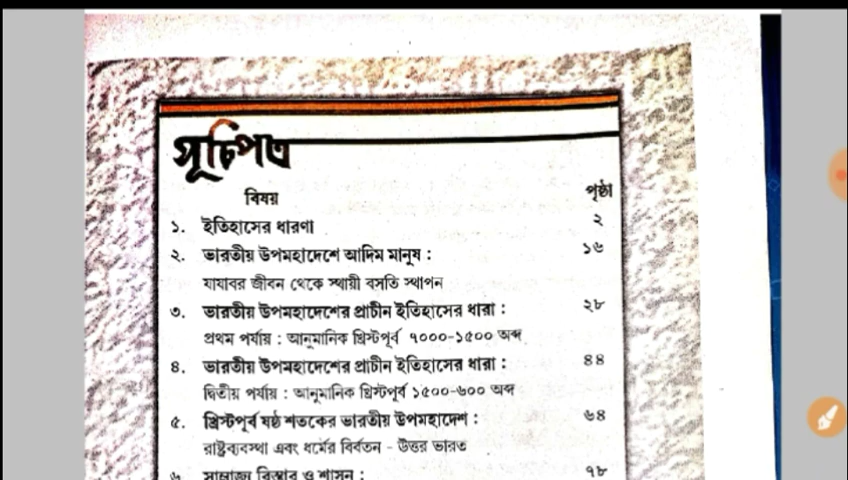 সূচিপত্র
বিষয় পৃষ্ঠা
১. ইতিহাসের ধারণা ২
২. ভারতীয় উপমহাদেশে আদিম মানুষ : ১৬
যাযাবর জীবন থেকে স্থায়ী বসতি স্থাপন
৩. ভারতীয় উপমহাদেশের প্রাচীন ইতিহাসের ধারা : ২৮
প্রথম পর্যায় : আনুমানিক খ্রিস্টপূর্ব ৭০০০-১৫০০ অব্দ
৪. ভারতীয় উপমহাদেশের প্রাচীন ইতিহাসের ধারা : ৪৪
দ্বিতীয় পর্যায় : আনুমানিক খ্রিস্টপূর্ব ১৫০০-৬০০ অব্দ
৫. খ্রিস্টপূর্ব ষষ্ঠ শতকের ভারতীয় উপমহাদেশ : ৬৪
রাষ্ট্রব্যবস্থা এবং ধর্মের বিবর্তন - উত্তর ভারত
৬. সাম্রাজ্য বিস্তার ও শাসন : ৭৮